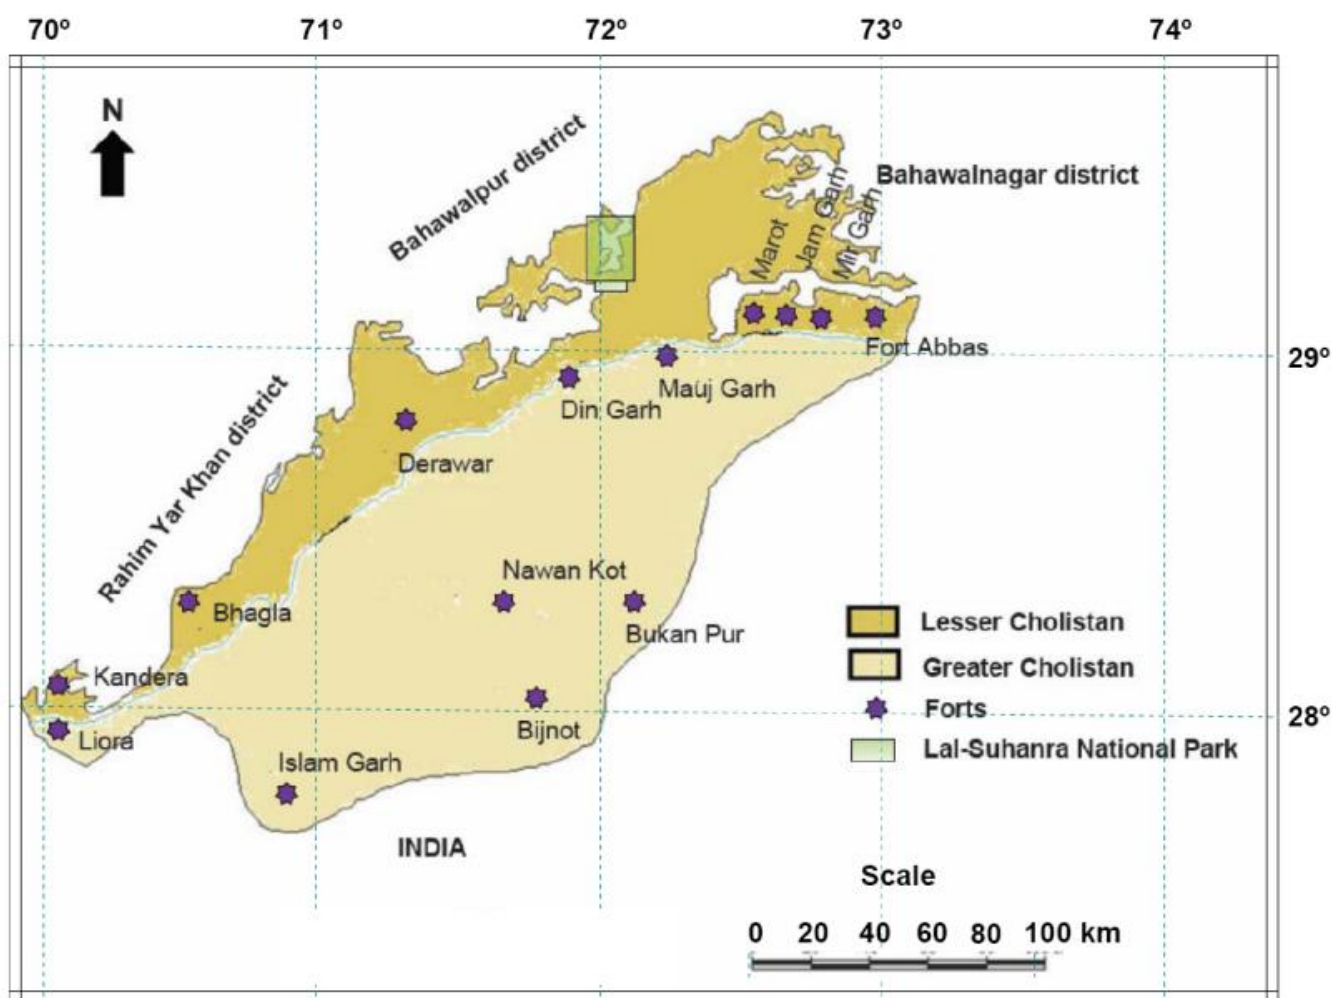 70º 71º 72º 73º 74º
N
Bahawalpur district
Bahawalnagar district
Marot
Jam Garh
Mir Garh
Fort Abbas
29º
Mauj Garh
Din Garh
Rahim Yar Khan district
Derawar
Nawan Kot
Bhagla
Bukan Pur
Lesser Cholistan
Greater Cholistan
Kandera
Forts
28º
Bijnot
Liora
Lal-Suhanra National Park
Islam Garh
INDIA
Scale
0 20 40 60 80 100 km